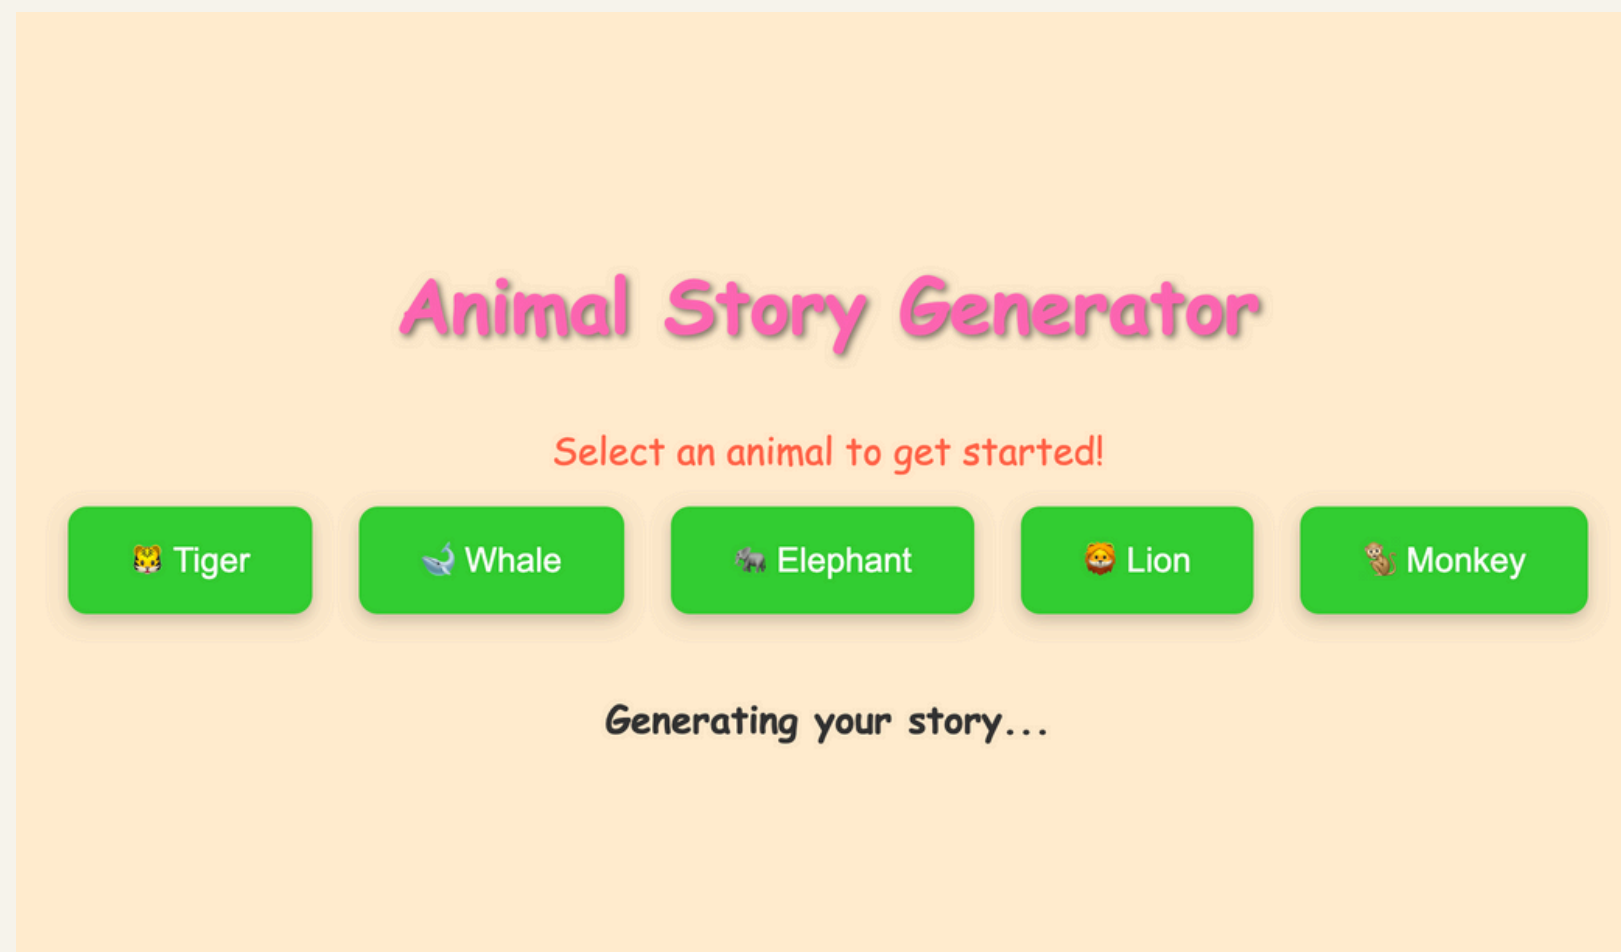 Animal Story Generator
Select an animal to get started!
🐯 Tiger
🐋 Whale
🐘 Elephant
🦁 Lion
🐒 Monkey
Generating your story...